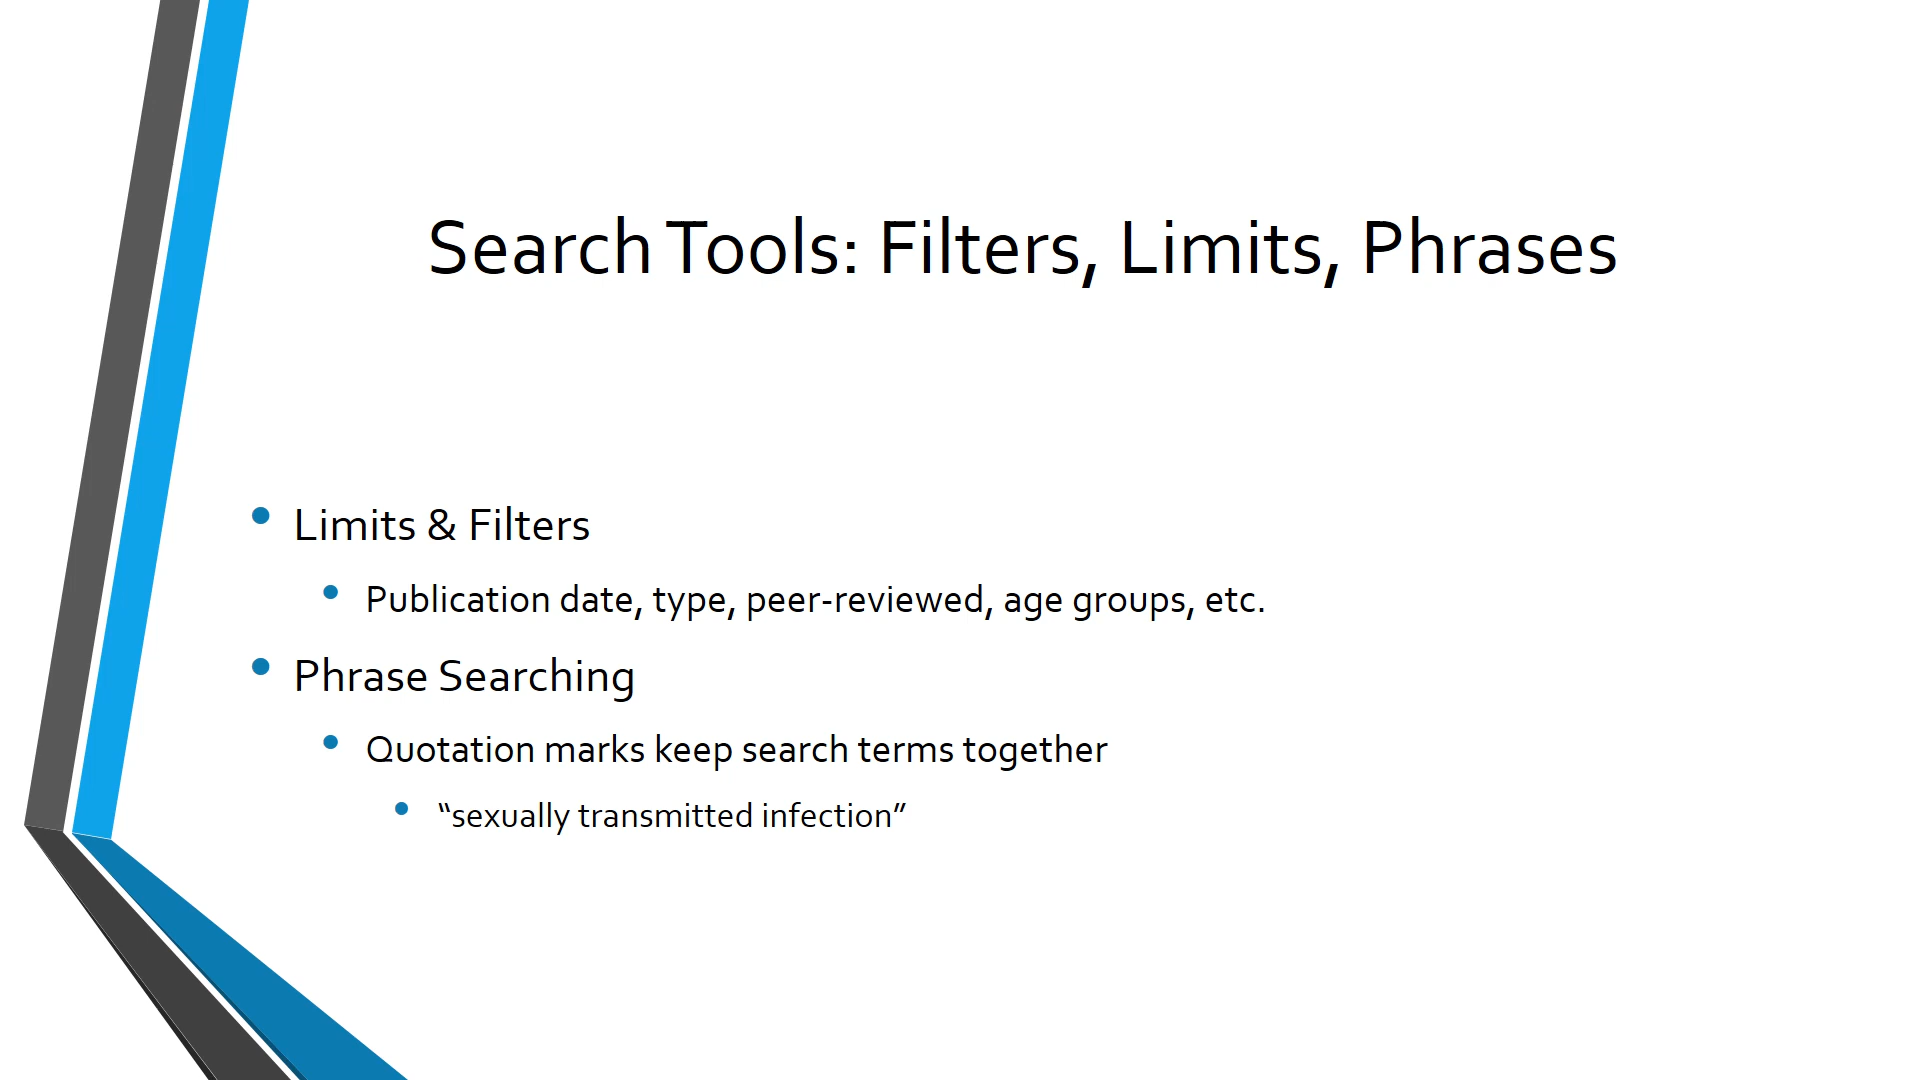 Search Tools: Filters, Limits, Phrases
• Limits & Filters
• Publication date, type, peer-reviewed, age groups, etc.
• Phrase Searching
• Quotation marks keep search terms together
• “sexually transmitted infection”